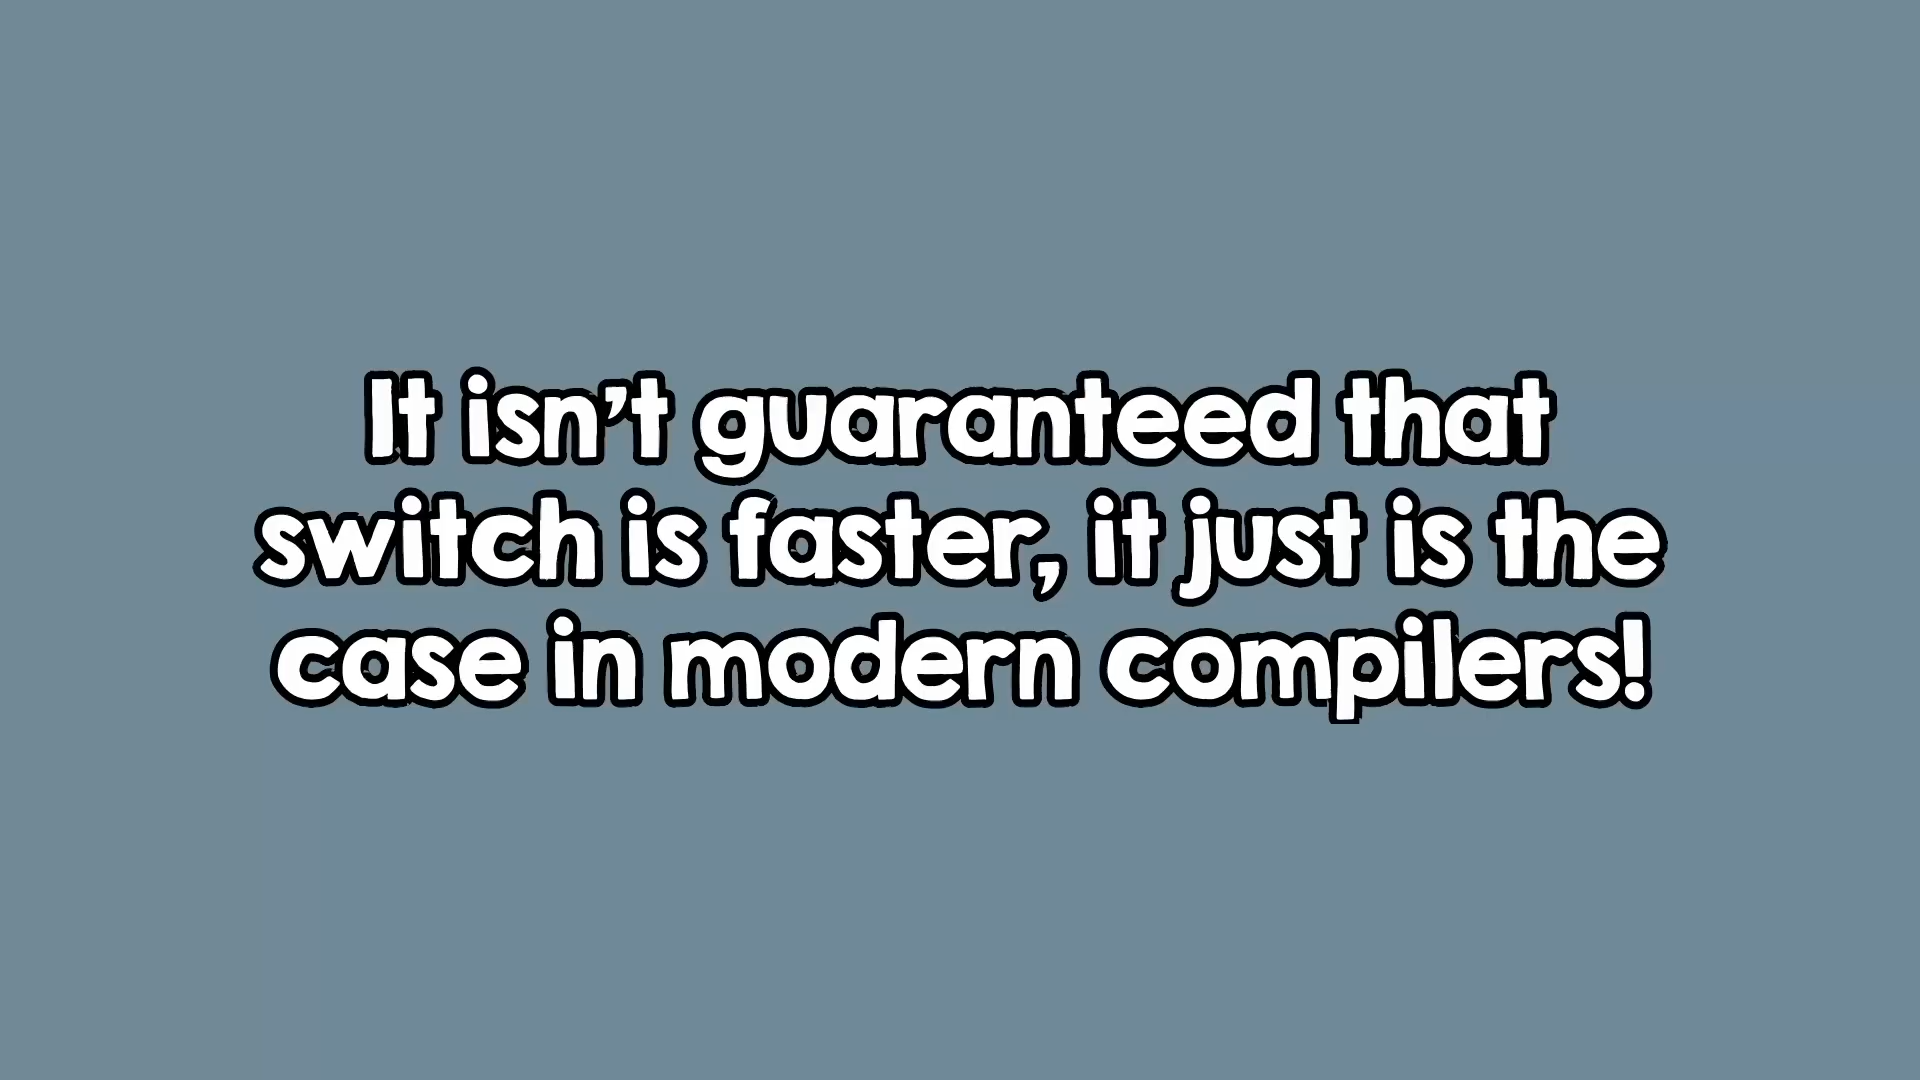 It isn't guaranteed that
switch is faster, it just is the
case in modern compilers!